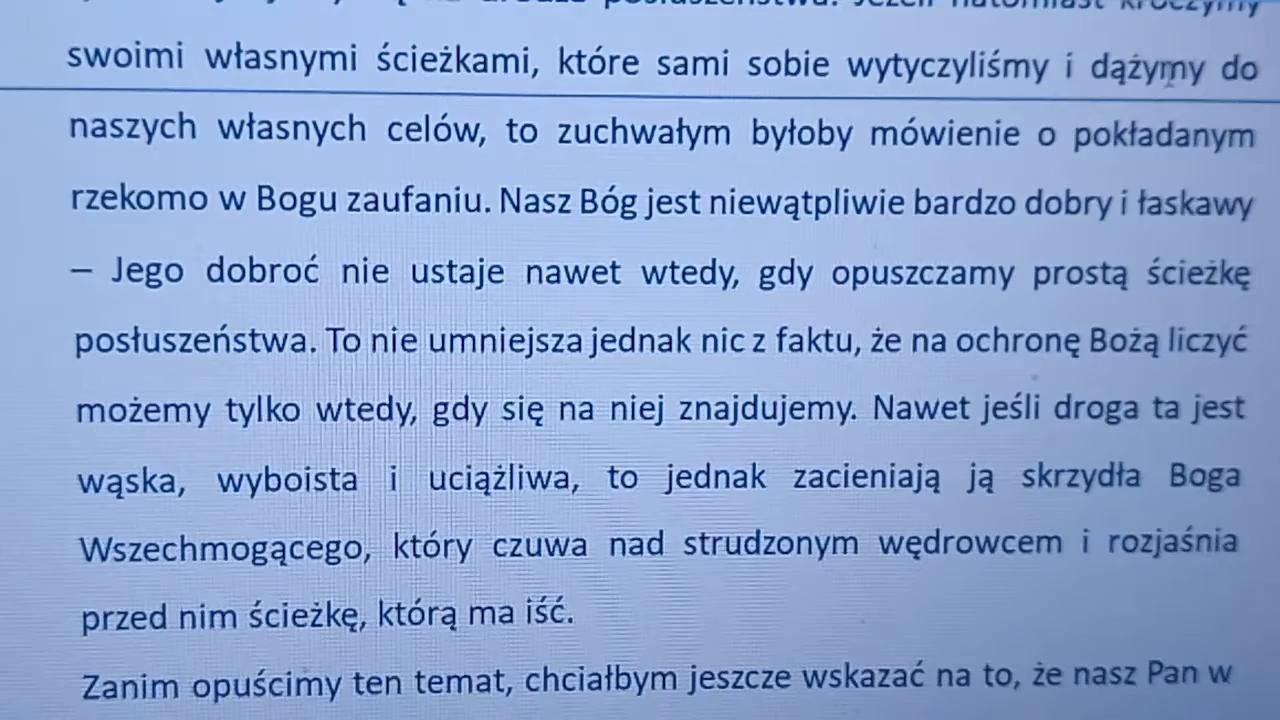 posłuszeństwa. Jeżeli natomiast kroczymy
swoimi własnymi ścieżkami, które sami sobie wytyczyliśmy i dążymy do
naszych własnych celów, to zuchwałym byłoby mówienie o pokładanym
rzekomo w Bogu zaufaniu. Nasz Bóg jest niewątpliwie bardzo dobry i łaskawy
– Jego dobroć nie ustaje nawet wtedy, gdy opuszczamy prostą ścieżkę
posłuszeństwa. To nie umniejsza jednak nic z faktu, że na ochronę Bożą liczyć
możemy tylko wtedy, gdy się na niej znajdujemy. Nawet jeśli droga ta jest
wąska, wyboista i uciążliwa, to jednak zacieniają ją skrzydła Boga
Wszechmogącego, który czuwa nad strudzonym wędrowcem i rozjaśnia
przed nim ścieżkę, którą ma iść.
Zanim opuścimy ten temat, chciałbym jeszcze wskazać na to, że nasz Pan w